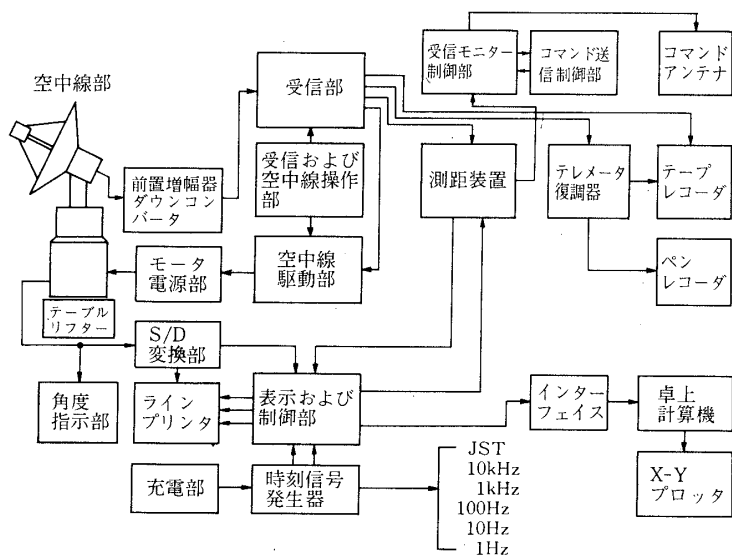 空中線部
前置増幅器
ダウンコン
バータ
受信部
受信および
空中線操作
部
空中線
駆動部
モータ
電源部
テーブル
リフター
受信モニター
制御部
コマンド送
信制御部
コマンド
アンテナ
測距装置
テレメータ
復調器
テープ
レコーダ
ペン
レコーダ
S/D
変換部
角度
指示部
ライン
プリンタ
表示および
制御部
インター
フェイス
卓上
計算機
X-Y
プロッタ
充電部
時刻信号
発生器
JST
10kHz
1kHz
100Hz
10Hz
1Hz